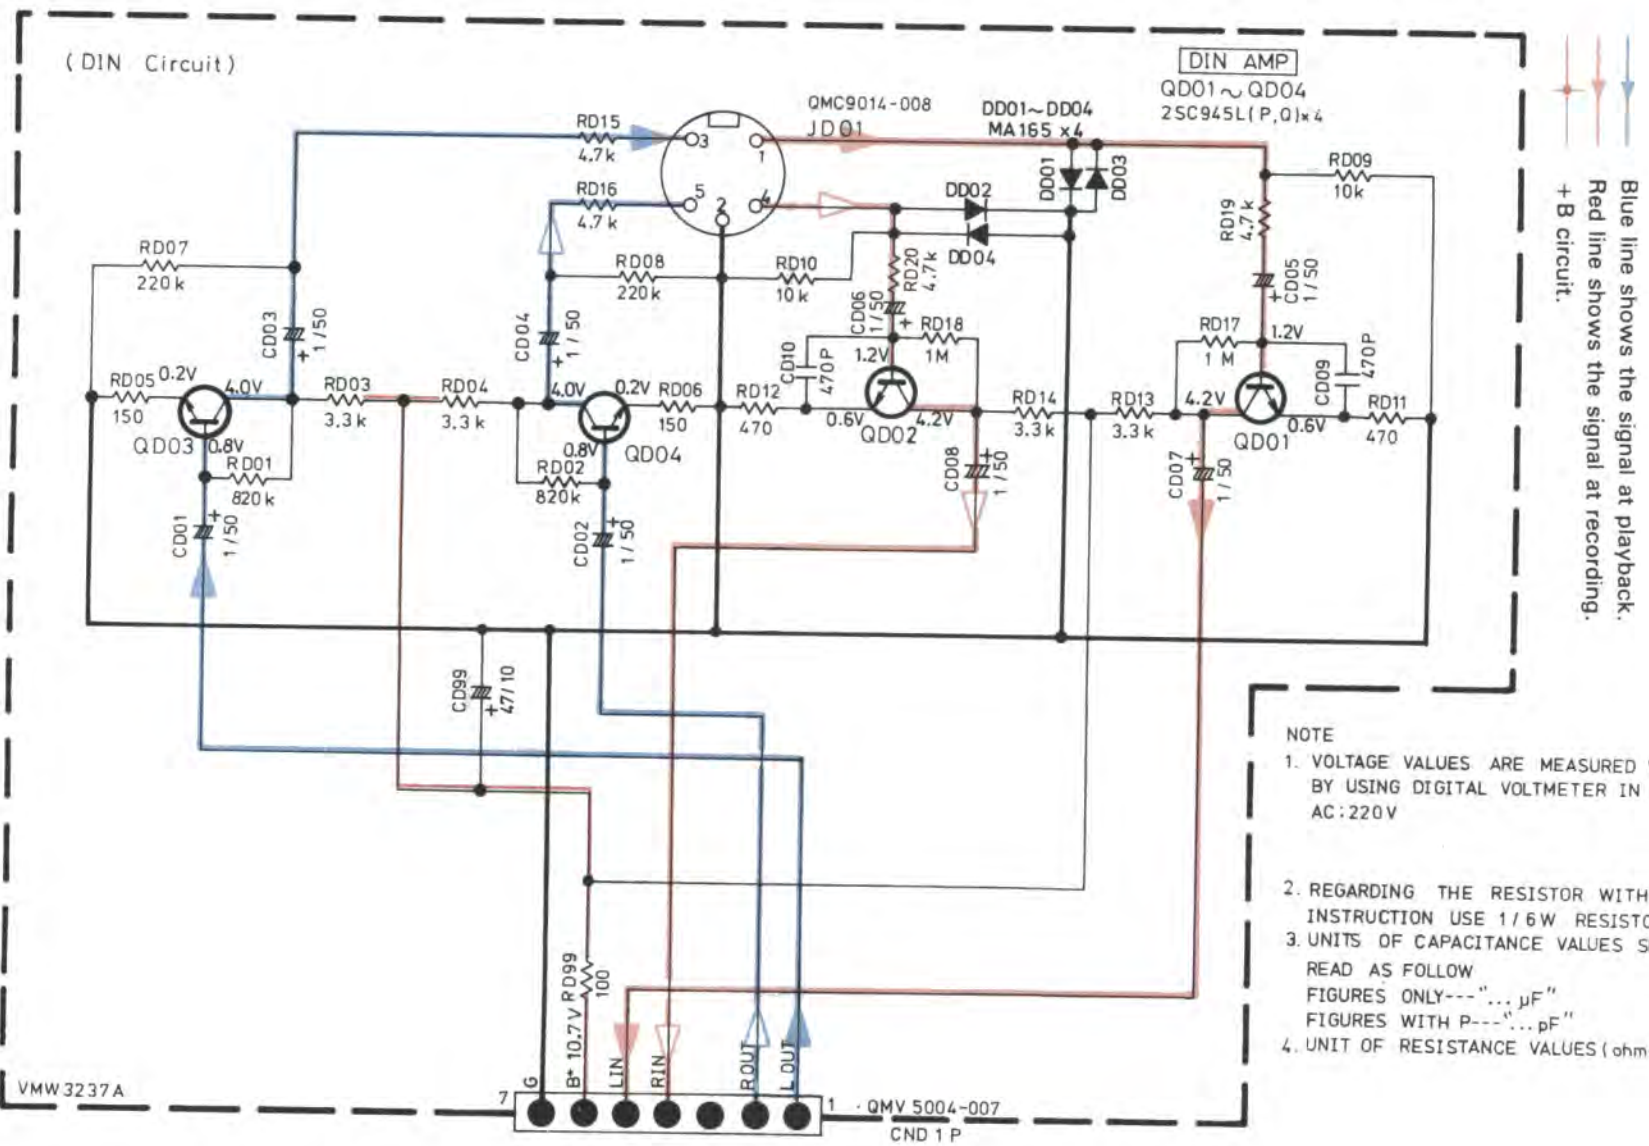 (DIN Circuit)
DIN AMP
QD01~QD04
2SC945L(P,Q)x4
QMC9014-008
JD01
DD01~DD04
MA165 x4
RD15
4.7k
RD16
4.7k
3
1
5
2
4
DD01
DD03
DD02
DD04
RD09
10k
RD19
4.7k
CD05
1/50
+
RD07
220k
RD08
220k
RD10
10k
RD20
4.7k
CD06
1/50
+
CD03
1/50
+
CD04
1/50
+
CD10
470P
RD18
1M
RD17
1M
1.2V
1.2V
CD09
470P
RD05
150
0.2V
4.0V
RD03
3.3k
RD04
3.3k
4.0V
0.2V
RD06
150
RD12
470
0.6V
4.2V
RD14
3.3k
RD13
3.3k
4.2V
0.6V
RD11
470
QD03
0.8V
QD04
0.8V
QD02
QD01
RD01
820k
RD02
820k
CD01
1/50
+
CD02
1/50
+
CD08
1/50
+
CD07
1/50
+
CD99
47/10
+
RD99
100
G
B+ 10.7V
LIN
RIN
ROUT
LOUT
7
1
QMV 5004-007
CND 1 P
VMW3237A
Blue line shows the signal at playback.
Red line shows the signal at recording.
+B circuit.
NOTE
1. VOLTAGE VALUES ARE MEASURED
BY USING DIGITAL VOLTMETER IN
AC:220V
2. REGARDING THE RESISTOR WITH
INSTRUCTION USE 1/6W RESISTO
3. UNITS OF CAPACITANCE VALUES S
READ AS FOLLOW
FIGURES ONLY---"... µF"
FIGURES WITH P---"... pF"
4. UNIT OF RESISTANCE VALUES (ohm